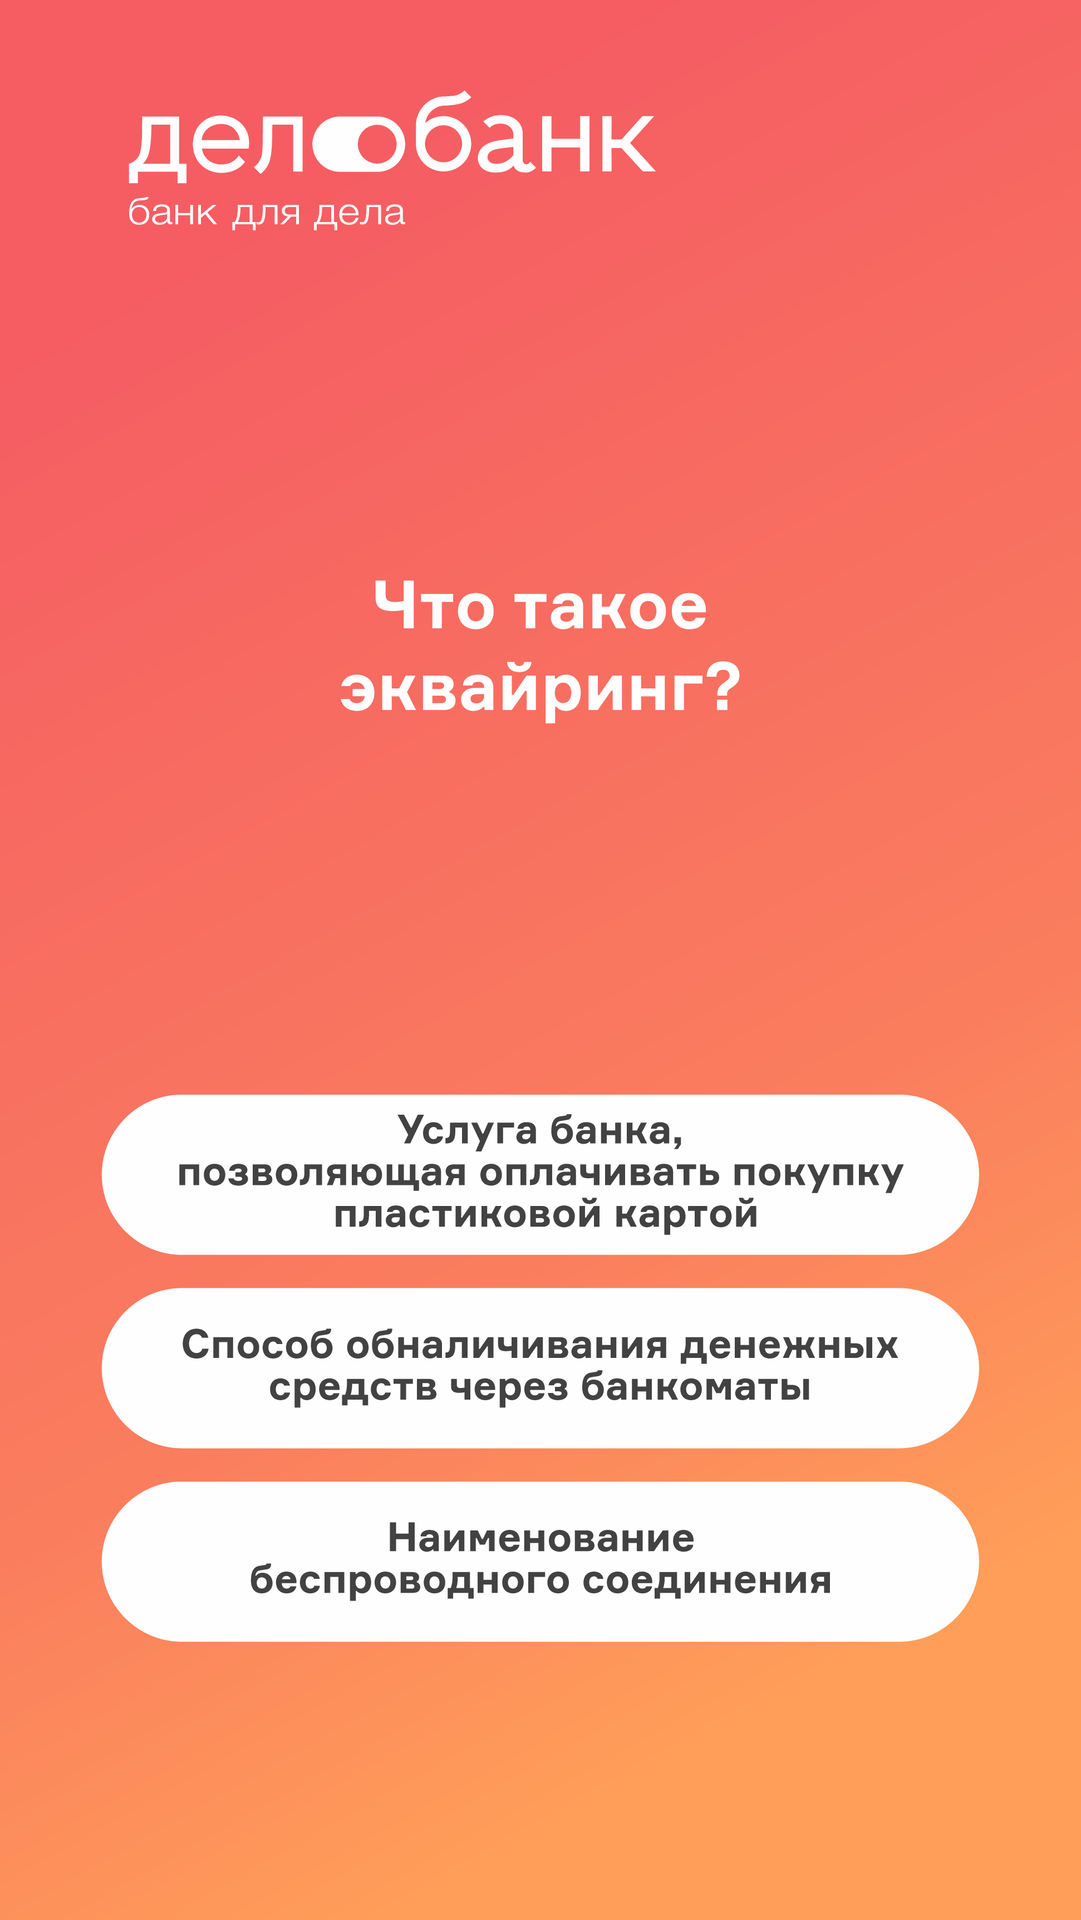 делобанк
банк для дела
Что такое
эквайринг?
Услуга банка,
позволяющая оплачивать покупку
пластиковой картой
Способ обналичивания денежных
средств через банкоматы
Наименование
беспроводного соединения